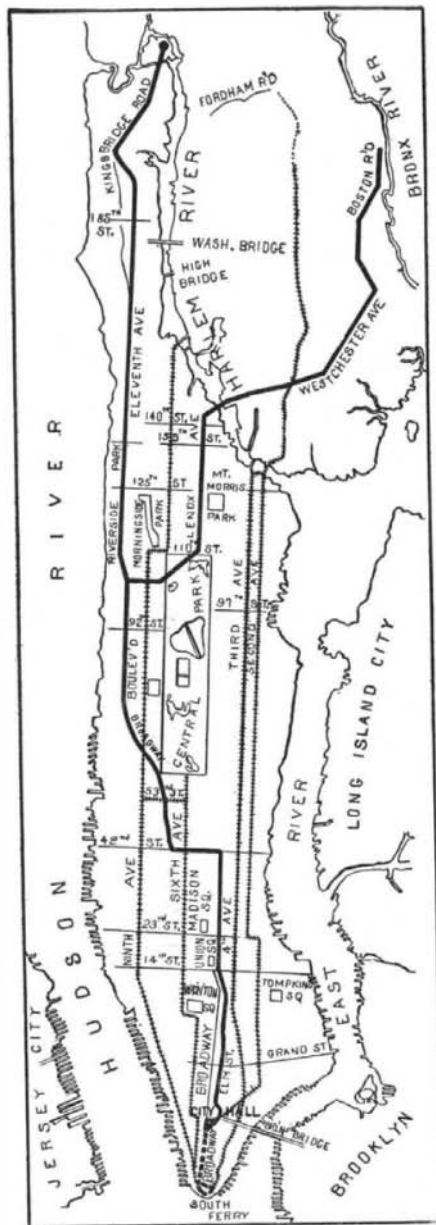 KINGSBRIDGE ROAD
FORDHAM R'D
BRONX RIVER
BOSTON R'D
185TH ST.
RIVER
WASH. BRIDGE
HIGH BRIDGE
HARLEM
ELEVENTH AVE
WESTCHESTER AVE
140TH ST.
AVE
135TH ST.
RIVER
RIVERSIDE PARK
125TH ST
MT. MORRIS PARK
MORNINGSIDE PARK
LENOX
110 ST.
92ND ST.
PARK
97TH ST.
THIRD AVE
SECOND AVE
BOULEV'D
CENTRAL
BROADWAY
LONG ISLAND CITY
53RD ST.
RIVER
42ND ST.
AVE
SIXTH AVE
MADISON SQ.
4TH AVE
HUDSON
NINTH
23RD ST.
UNION SQ
14TH ST.
TOMPKINS SQ
EAST
BROADWAY
ELM ST.
GRAND ST
JERSEY CITY
CITY HALL
BRIDGE
BROADWAY
BROOKLYN
SOUTH FERRY